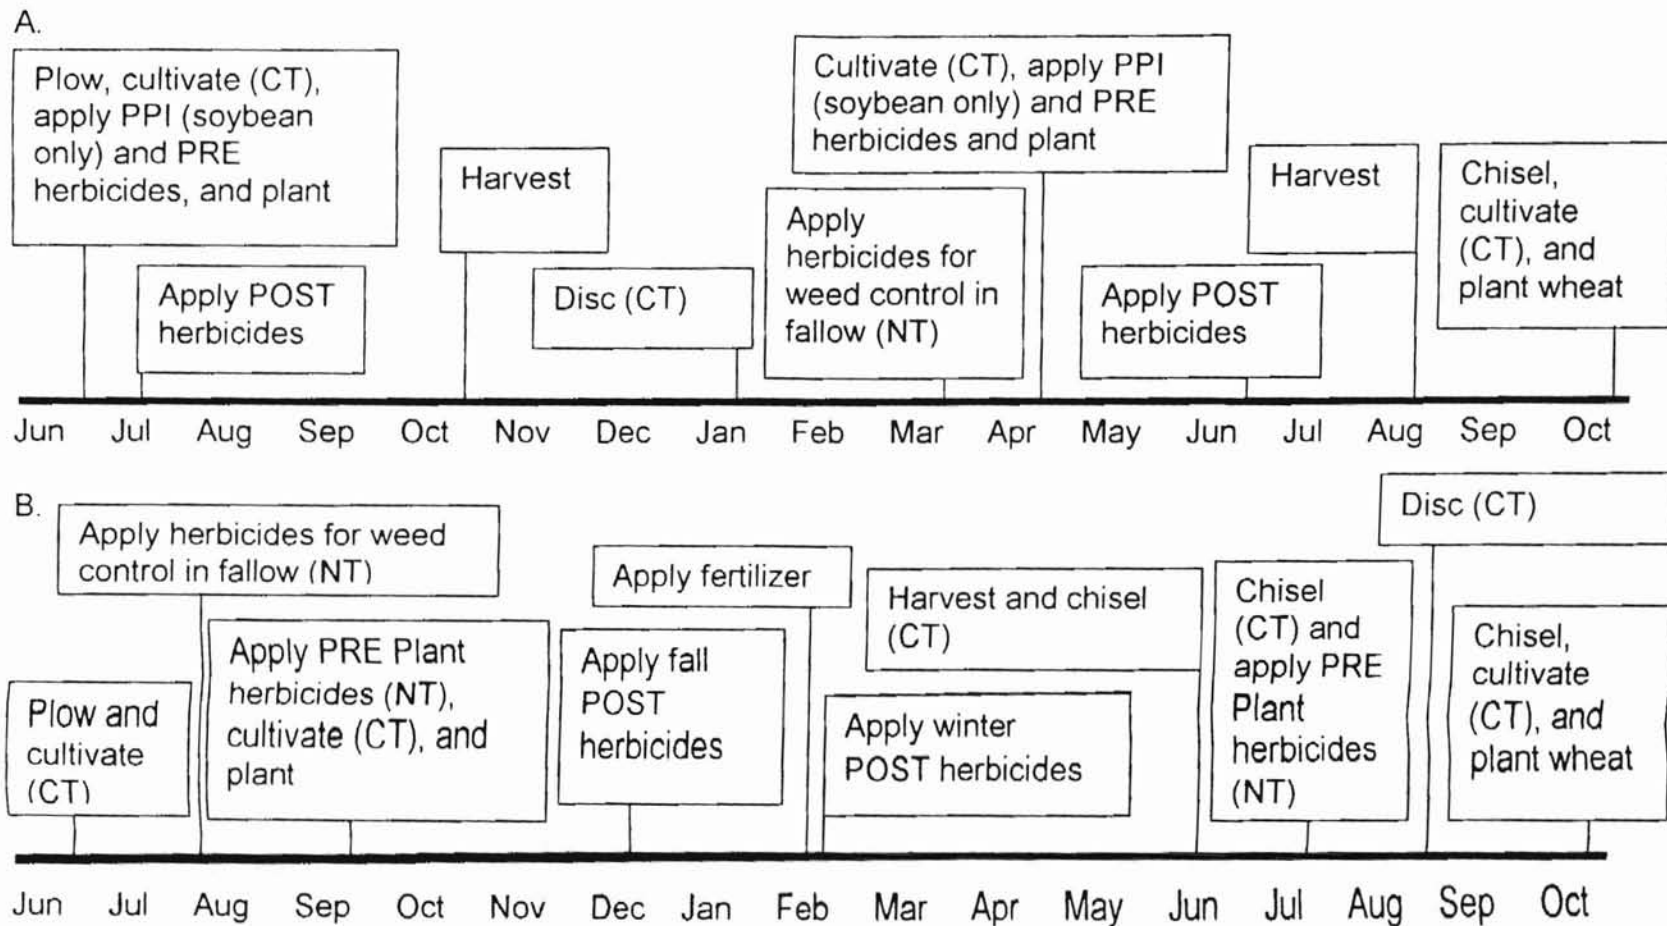 A.
Plow, cultivate (CT),
apply PPI (soybean
only) and PRE
herbicides, and plant
Apply POST
herbicides
Harvest
Disc (CT)
Apply
herbicides for
weed control in
fallow (NT)
Cultivate (CT), apply PPI
(soybean only) and PRE
herbicides and plant
Apply POST
herbicides
Harvest
Chisel,
cultivate
(CT), and
plant wheat
Jun Jul Aug Sep Oct Nov Dec Jan Feb Mar Apr May Jun Jul Aug Sep Oct
B.
Plow and
cultivate
(CT)
Apply herbicides for weed
control in fallow (NT)
Apply PRE Plant
herbicides (NT),
cultivate (CT), and
plant
Apply fall
POST
herbicides
Apply fertilizer
Apply winter
POST herbicides
Harvest and chisel
(CT)
Chisel
(CT) and
apply PRE
Plant
herbicides
(NT)
Disc (CT)
Chisel,
cultivate
(CT), and
plant wheat
Jun Jul Aug Sep Oct Nov Dec Jan Feb Mar Apr May Jun Jul Aug Sep Oct